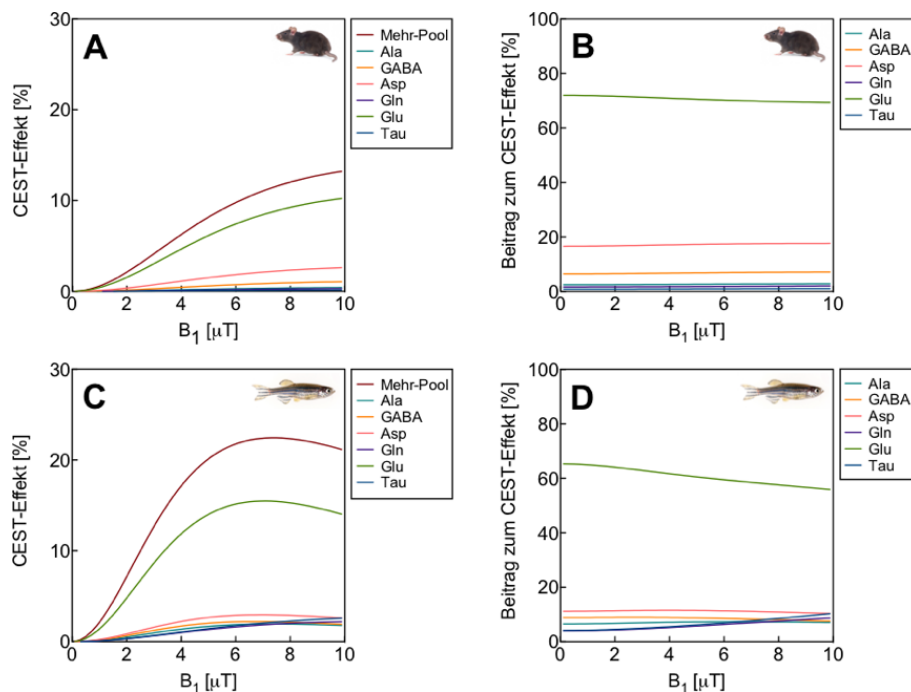 A
CEST-Effekt [%]
30
20
10
0
0 2 4 6 8 10
B1 [µT]
Mehr-Pool
Ala
GABA
Asp
Gln
Glu
Tau
B
Beitrag zum CEST-Effekt [%]
100
80
60
40
20
0
0 2 4 6 8 10
B1 [µT]
Ala
GABA
Asp
Gln
Glu
Tau
C
CEST-Effekt [%]
30
20
10
0
0 2 4 6 8 10
B1 [µT]
Mehr-Pool
Ala
GABA
Asp
Gln
Glu
Tau
D
Beitrag zum CEST-Effekt [%]
100
80
60
40
20
0
0 2 4 6 8 10
B1 [µT]
Ala
GABA
Asp
Gln
Glu
Tau